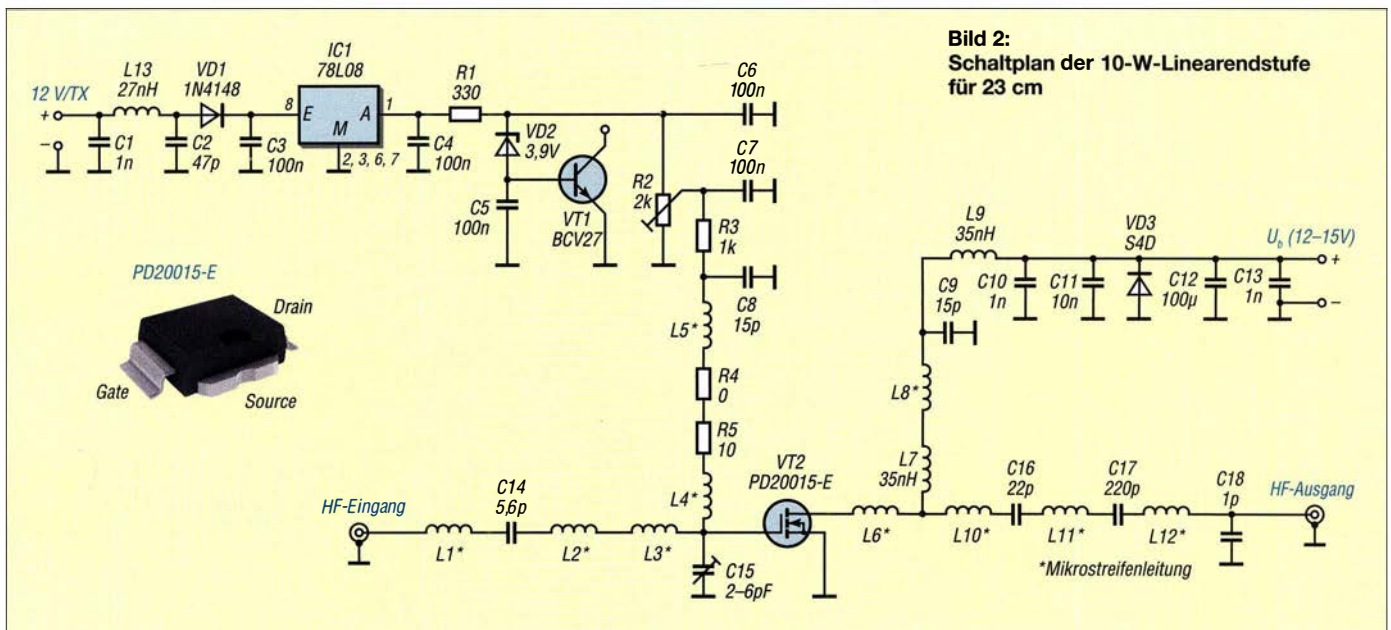 Bild 2:
Schaltplan der 10-W-Linearendstufe
für 23 cm
12 V/TX
+
–
L13
27nH
VD1
1N4148
IC1
78L08
8
E
A
1
M
2, 3, 6, 7
C1
1n
C2
47p
C3
100n
C4
100n
R1
330
VD2
3,9V
C5
100n
VT1
BCV27
R2
2k
C6
100n
C7
100n
R3
1k
C8
15p
L5*
R4
0
R5
10
L4*
PD20015-E
Drain
Gate
Source
L9
35nH
C9
15p
C10
1n
C11
10n
VD3
S4D
C12
100µ
C13
1n
Ub (12–15V)
+
–
L8*
L7
35nH
HF-Eingang
L1*
C14
5,6p
L2*
L3*
C15
2–6pF
VT2
PD20015-E
L6*
L10*
C16
22p
L11*
C17
220p
L12*
C18
1p
HF-Ausgang
*Mikrostreifenleitung